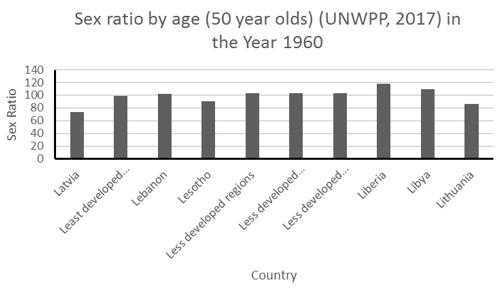 Sex ratio by age (50 year olds) (UNWPP, 2017) in
the Year 1960
Sex Ratio
140
120
100
80
60
40
20
0
Latvia
Least developed...
Lebanon
Lesotho
Less developed regions
Less developed...
Less developed...
Liberia
Libya
Lithuania
Country